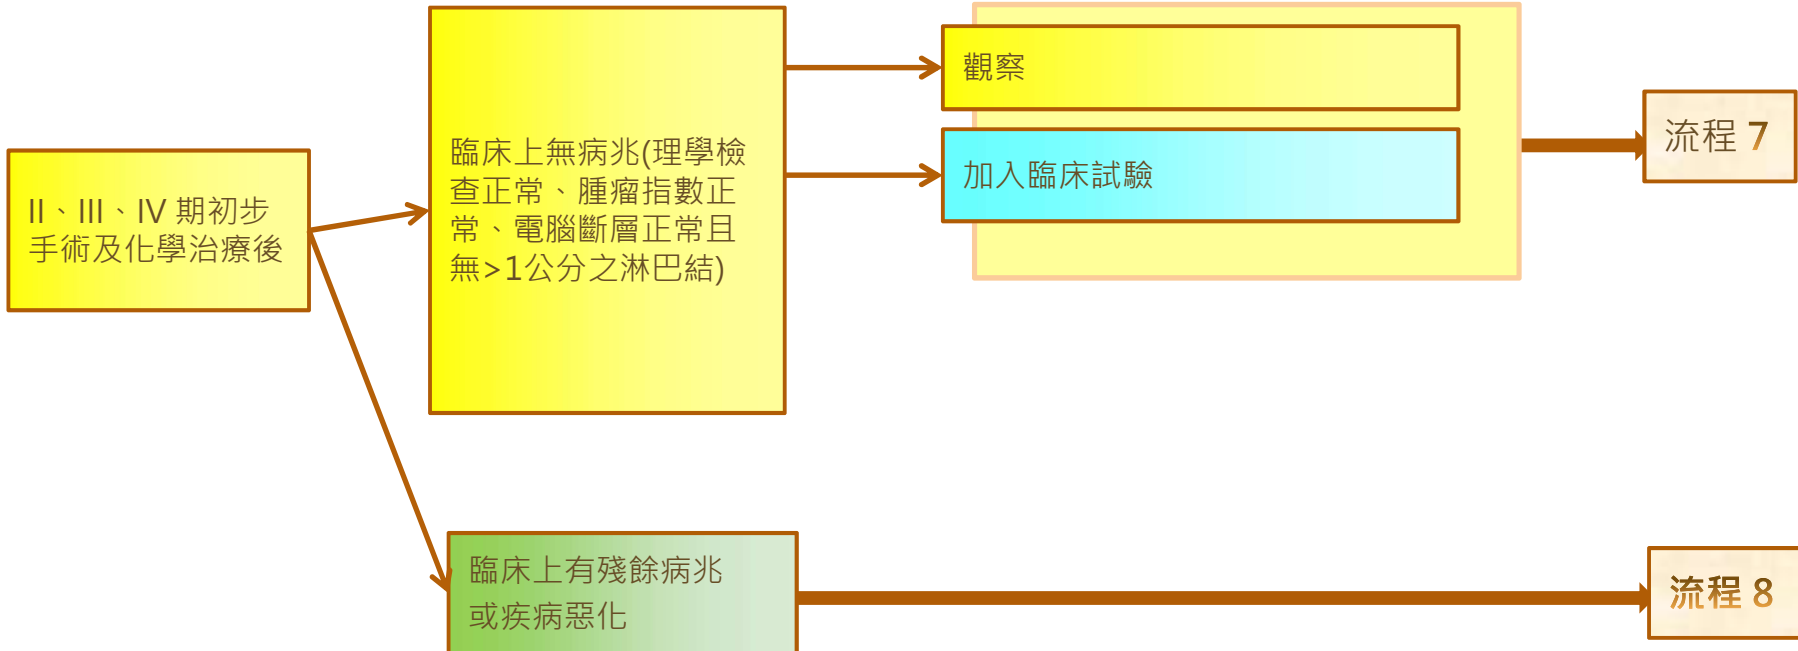 II、III、IV 期初步
手術及化學治療後
臨床上無病兆(理學檢
查正常、腫瘤指數正
常、電腦斷層正常且
無>1公分之淋巴結)
觀察
加入臨床試驗
流程 7
臨床上有殘餘病兆
或疾病惡化
流程 8